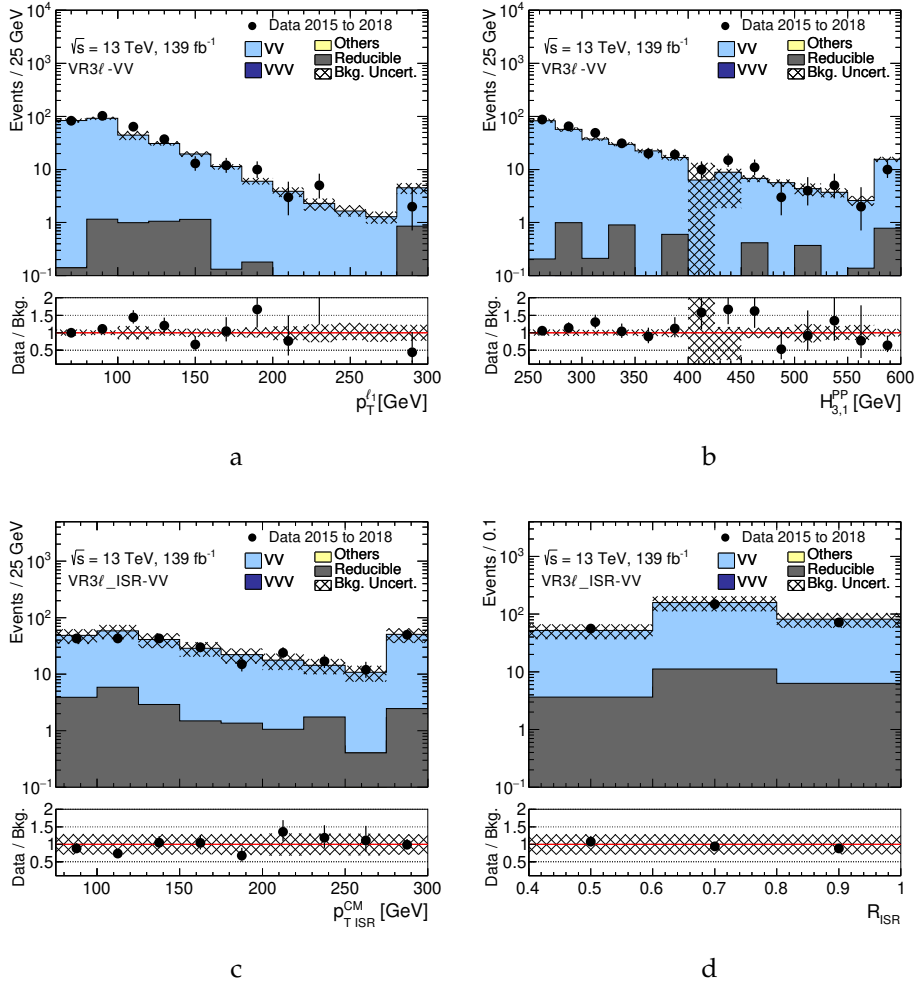 Events / 25 GeV
10⁴
10³
10²
10
1
10⁻¹
√s = 13 TeV, 139 fb⁻¹
VR3ℓ -VV
Data 2015 to 2018
VV
VVV
Others
Reducible
Bkg. Uncert.
Data / Bkg.
2
1.5
1
0.5
100 150 200 250 300
p_T^ℓ₁ [GeV]
a
Events / 25 GeV
10⁴
10³
10²
10
1
10⁻¹
√s = 13 TeV, 139 fb⁻¹
VR3ℓ -VV
Data 2015 to 2018
VV
VVV
Others
Reducible
Bkg. Uncert.
Data / Bkg.
2
1.5
1
0.5
250 300 350 400 450 500 550 600
H_3,1^PP [GeV]
b
Events / 25 GeV
10³
10²
10
1
10⁻¹
√s = 13 TeV, 139 fb⁻¹
VR3ℓ_ISR-VV
Data 2015 to 2018
VV
VVV
Others
Reducible
Bkg. Uncert.
Data / Bkg.
2
1.5
1
0.5
100 150 200 250 300
p_T ISR^CM [GeV]
c
Events / 0.1
10³
10²
10
1
10⁻¹
√s = 13 TeV, 139 fb⁻¹
VR3ℓ_ISR-VV
Data 2015 to 2018
VV
VVV
Others
Reducible
Bkg. Uncert.
Data / Bkg.
2
1.5
1
0.5
0.4 0.5 0.6 0.7 0.8 0.9 1
R_ISR
d